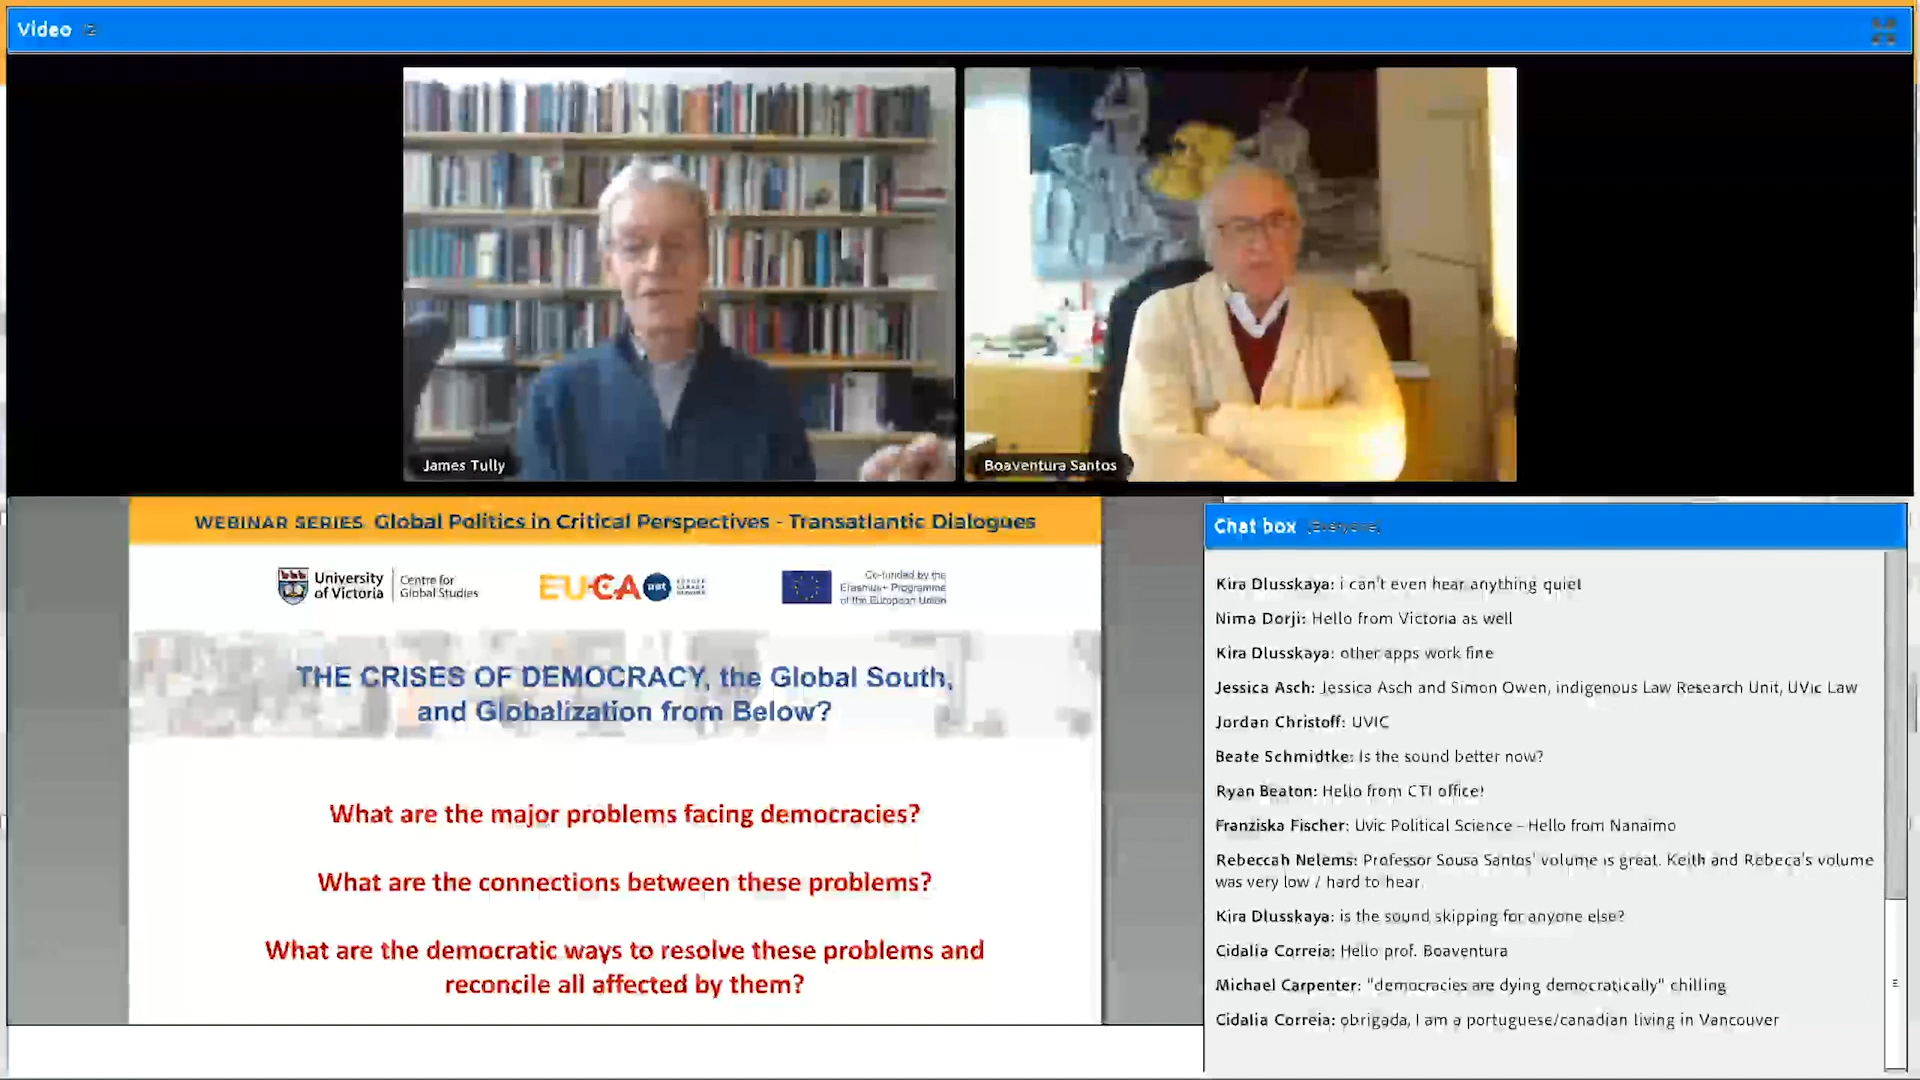 Video
James Tully
Boaventura Santos
WEBINAR SERIES Global Politics in Critical Perspectives - Transatlantic Dialogues
University
of Victoria
Centre for
Global Studies
EUCA
net
Co-funded by the
Erasmus+ Programme
of the European Union
THE CRISES OF DEMOCRACY, the Global South,
and Globalization from Below?
What are the major problems facing democracies?
What are the connections between these problems?
What are the democratic ways to resolve these problems and
reconcile all affected by them?
Chat box (Everyone)
Kira Dlusskaya: i can't even hear anything quiet
Nima Dorji: Hello from Victoria as well
Kira Dlusskaya: other apps work fine
Jessica Asch: Jessica Asch and Simon Owen, indigenous Law Research Unit, UVic Law
Jordan Christoff: UVIC
Beate Schmidtke: Is the sound better now?
Ryan Beaton: Hello from CTI office!
Franziska Fischer: Uvic Political Science - Hello from Nanaimo
Rebeccah Nelems: Professor Sousa Santos' volume is great. Keith and Rebeca's volume
was very low / hard to hear.
Kira Dlusskaya: is the sound skipping for anyone else?
Cidalia Correia: Hello prof. Boaventura
Michael Carpenter: "democracies are dying democratically" chilling
Cidalia Correia: obrigada, I am a portuguese/canadian living in Vancouver